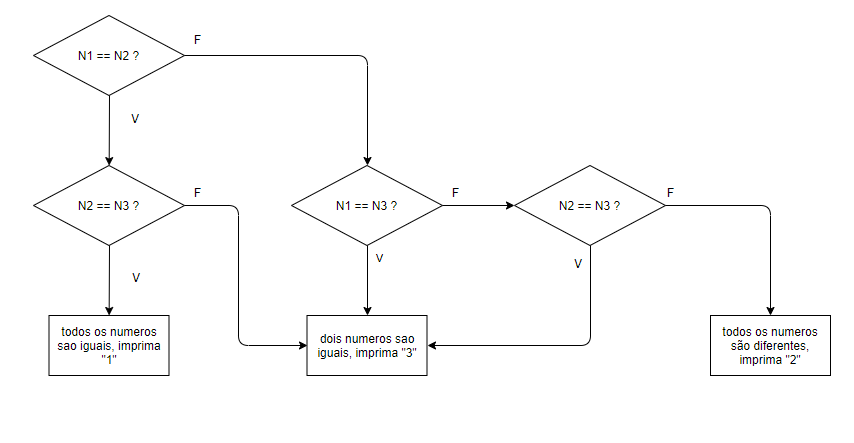 N1 == N2 ?
F
V
N2 == N3 ?
F
N1 == N3 ?
F
N2 == N3 ?
F
V
V
V
todos os numeros
sao iguais, imprima
"1"
dois numeros sao
iguais, imprima "3"
todos os numeros
são diferentes,
imprima "2"